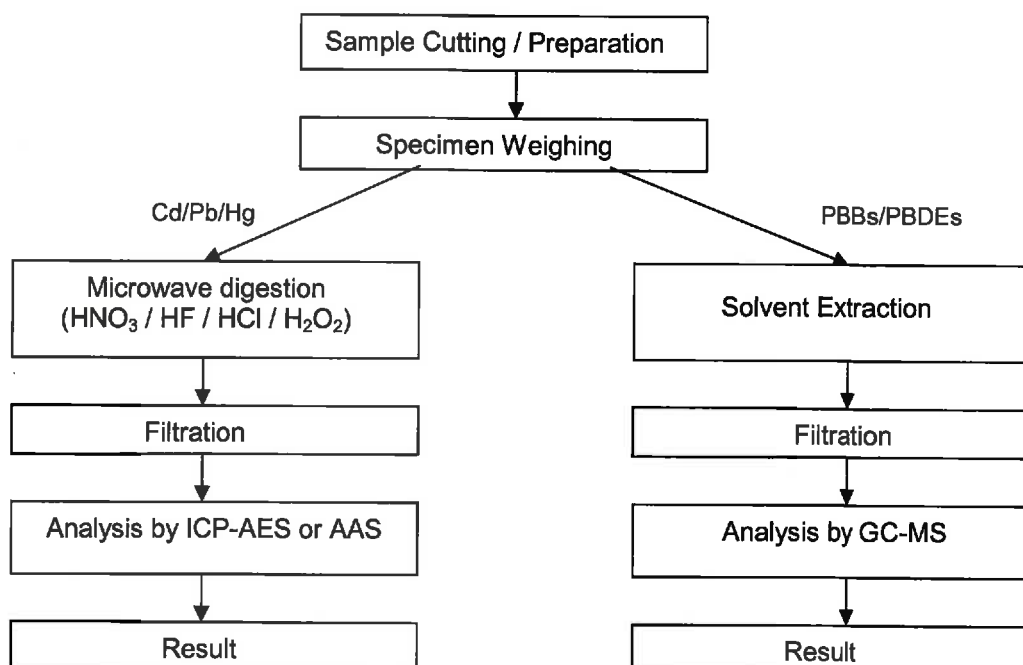 Sample Cutting / Preparation
Specimen Weighing
Cd/Pb/Hg
PBBs/PBDEs
Microwave digestion
(HNO₃ / HF / HCl / H₂O₂)
Solvent Extraction
Filtration
Filtration
Analysis by ICP-AES or AAS
Analysis by GC-MS
Result
Result